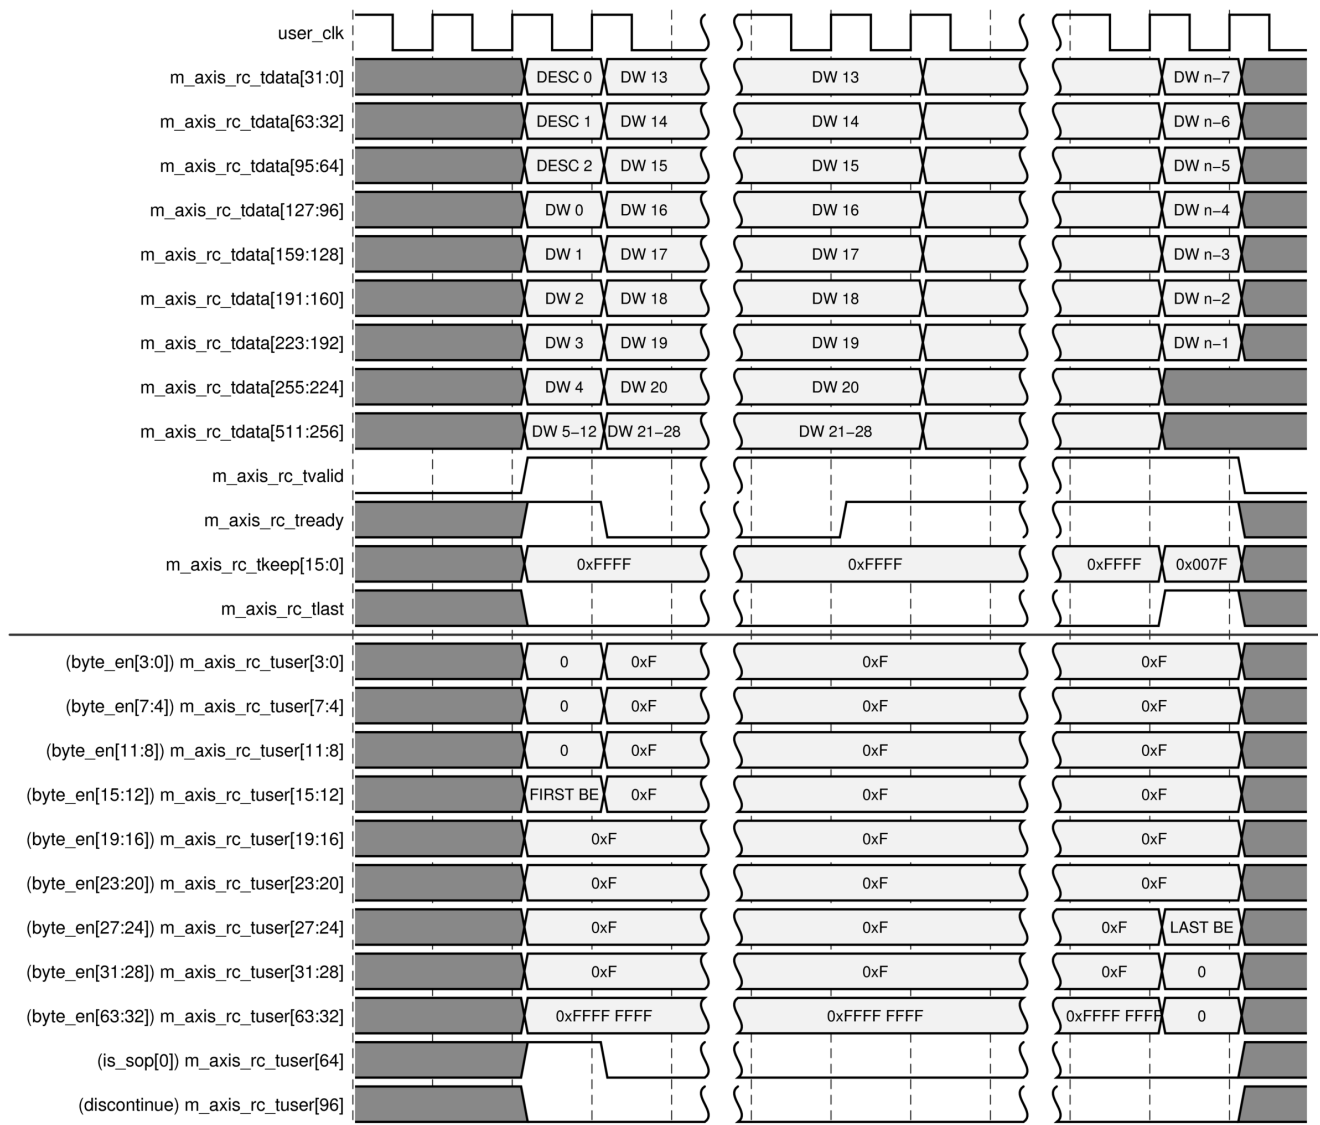 user_clk
m_axis_rc_tdata[31:0] DESC 0 DW 13 DW 13 DW n−7
m_axis_rc_tdata[63:32] DESC 1 DW 14 DW 14 DW n−6
m_axis_rc_tdata[95:64] DESC 2 DW 15 DW 15 DW n−5
m_axis_rc_tdata[127:96] DW 0 DW 16 DW 16 DW n−4
m_axis_rc_tdata[159:128] DW 1 DW 17 DW 17 DW n−3
m_axis_rc_tdata[191:160] DW 2 DW 18 DW 18 DW n−2
m_axis_rc_tdata[223:192] DW 3 DW 19 DW 19 DW n−1
m_axis_rc_tdata[255:224] DW 4 DW 20 DW 20
m_axis_rc_tdata[511:256] DW 5−12 DW 21−28 DW 21−28
m_axis_rc_tvalid
m_axis_rc_tready
m_axis_rc_tkeep[15:0] 0xFFFF 0xFFFF 0xFFFF 0x007F
m_axis_rc_tlast
(byte_en[3:0]) m_axis_rc_tuser[3:0] 0 0xF 0xF 0xF
(byte_en[7:4]) m_axis_rc_tuser[7:4] 0 0xF 0xF 0xF
(byte_en[11:8]) m_axis_rc_tuser[11:8] 0 0xF 0xF 0xF
(byte_en[15:12]) m_axis_rc_tuser[15:12] FIRST BE 0xF 0xF 0xF
(byte_en[19:16]) m_axis_rc_tuser[19:16] 0xF 0xF 0xF
(byte_en[23:20]) m_axis_rc_tuser[23:20] 0xF 0xF 0xF
(byte_en[27:24]) m_axis_rc_tuser[27:24] 0xF 0xF 0xF LAST BE
(byte_en[31:28]) m_axis_rc_tuser[31:28] 0xF 0xF 0xF 0
(byte_en[63:32]) m_axis_rc_tuser[63:32] 0xFFFF FFFF 0xFFFF FFFF 0xFFFF FFFF 0
(is_sop[0]) m_axis_rc_tuser[64]
(discontinue) m_axis_rc_tuser[96]